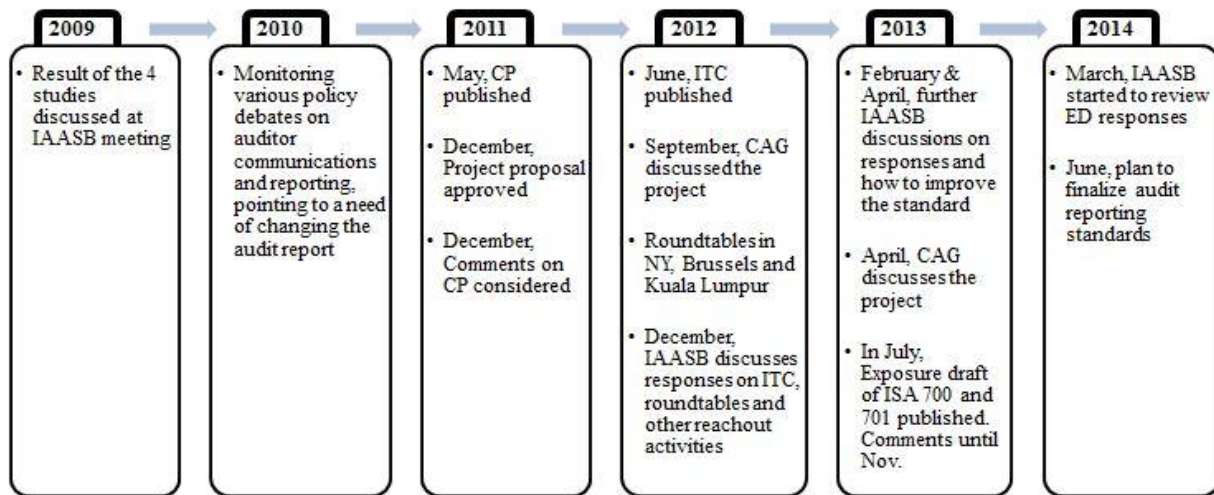 2009
• Result of the 4
studies
discussed at
IAASB meeting
2010
• Monitoring
various policy
debates on
auditor
communications
and reporting,
pointing to a need
of changing the
audit report
2011
• May, CP
published
• December,
Project proposal
approved
• December,
Comments on
CP considered
2012
• June, ITC
published
• September, CAG
discussed the
project
• Roundtables in
NY, Brussels and
Kuala Lumpur
• December,
IAASB discusses
responses on ITC,
roundtables and
other reachout
activities
2013
• February &
April, further
IAASB
discussions on
responses and
how to improve
the standard
• April, CAG
discusses the
project
• In July,
Exposure draft
of ISA 700 and
701 published.
Comments until
Nov.
2014
• March, IAASB
started to review
ED responses
• June, plan to
finalize audit
reporting
standards